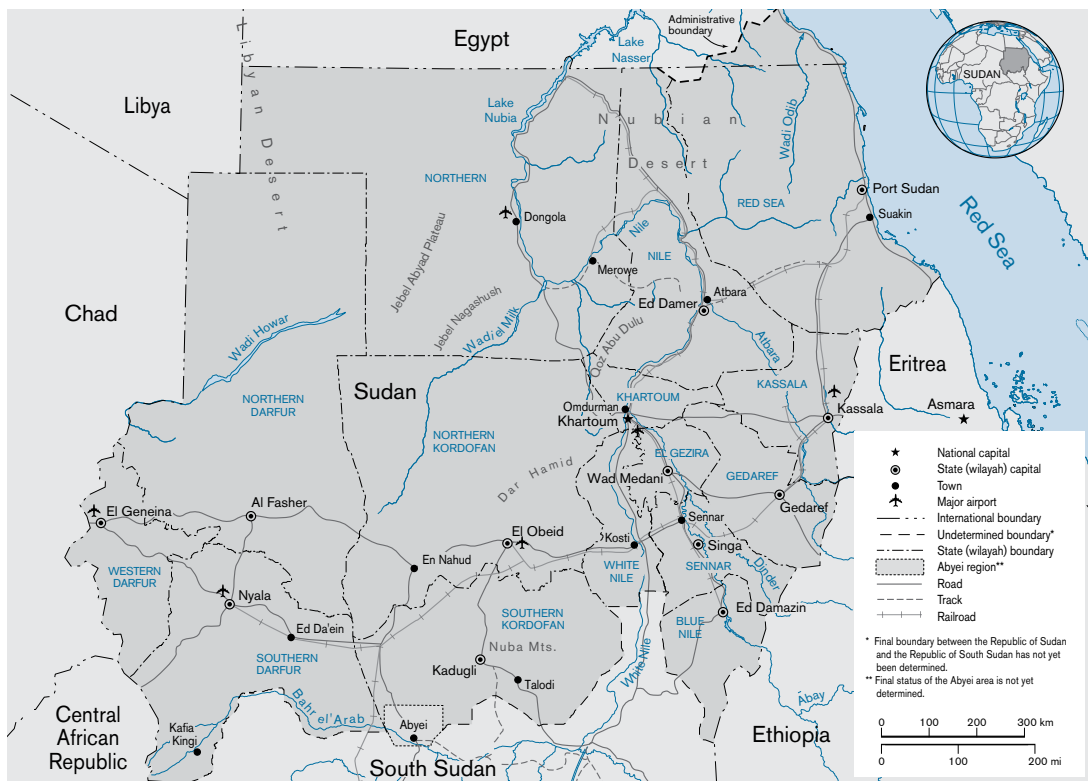 Administrative
boundary
Egypt
Lake
Nasser
SUDAN
Libya
Libyan Desert
Lake
Nubia
Nubian
Desert
Wadi Odib
NORTHERN
Port Sudan
RED SEA
Suakin
Red Sea
Dongola
Nile
Jebel Abyad Plateau
NILE
Merowe
Chad
Jebel Nagashush
Wadi el Milk
Atbara
Ed Damer
Qoz Abu Dulu
Atbara
Wadi Howar
Eritrea
Sudan
KASSALA
NORTHERN
DARFUR
KHARTOUM
Omdurman
Khartoum
Kassala
Asmara
NORTHERN
KORDOFAN
EL GEZIRA
Dar Hamid
Wad Medani
GEDAREF
Gedaref
El Geneina
Al Fasher
Sennar
El Obeid
Kosti
Singa
En Nahud
WHITE
NILE
SENNAR
Dinder
WESTERN
DARFUR
Nyala
SOUTHERN
KORDOFAN
Ed Damazin
BLUE
NILE
Ed Da'ein
Nuba Mts.
SOUTHERN
DARFUR
Kadugli
Talodi
White Nile
Abay
Bahr el'Arab
Central
African
Republic
Kafia
Kingi
Abyei
South Sudan
Ethiopia
National capital
State (wilayah) capital
Town
Major airport
International boundary
Undetermined boundary*
State (wilayah) boundary
Abyei region**
Road
Track
Railroad
* Final boundary between the Republic of Sudan
and the Republic of South Sudan has not yet
been determined.
** Final status of the Abyei area is not yet
determined.
0 100 200 300 km
0 100 200 mi